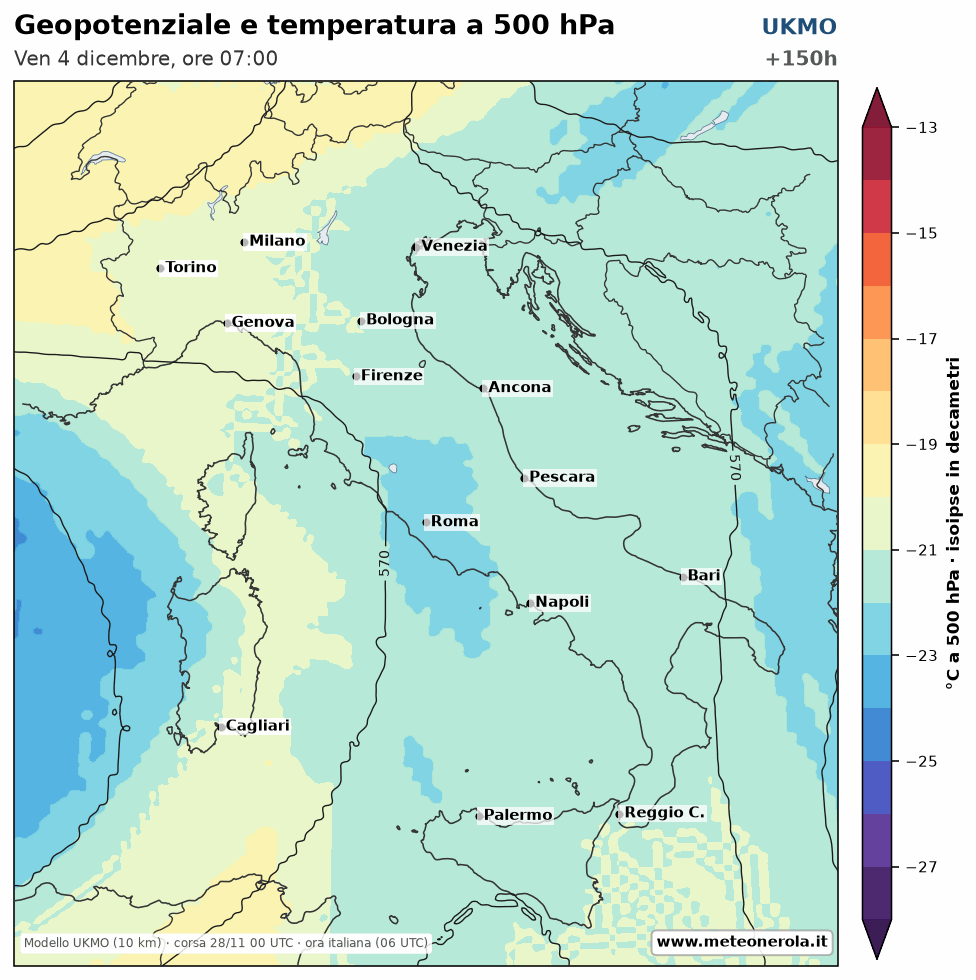 Geopotenziale e temperatura a 500 hPa
UKMO
Ven 4 dicembre, ore 07:00
+150h
−13
−15
−17
−19
−21
−23
−25
−27
°C a 500 hPa · isoipse in decametri
Milano
Venezia
Torino
Genova
Bologna
Firenze
Ancona
570
Pescara
Roma
570
Bari
Napoli
Cagliari
Palermo
Reggio C.
Modello UKMO (10 km) · corsa 28/11 00 UTC · ora italiana (06 UTC)
www.meteonerola.it